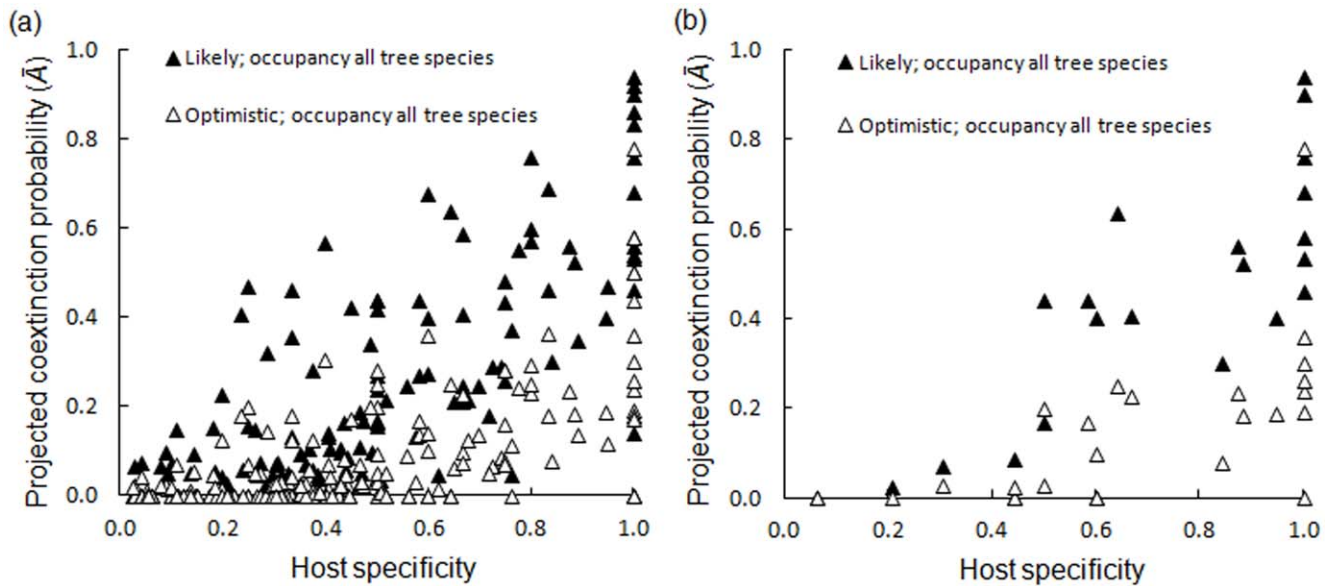 (a)
1.0
▲Likely; occupancy all tree species
△Optimistic; occupancy all tree species
0.8
0.6
0.4
0.2
0.0
0.0 0.2 0.4 0.6 0.8 1.0
Projected coextinction probability (Ā)
Host specificity
(b)
1.0
▲Likely; occupancy all tree species
△Optimistic; occupancy all tree species
0.8
0.6
0.4
0.2
0.0
0.0 0.2 0.4 0.6 0.8 1.0
Projected coextinction probability (Ā)
Host specificity